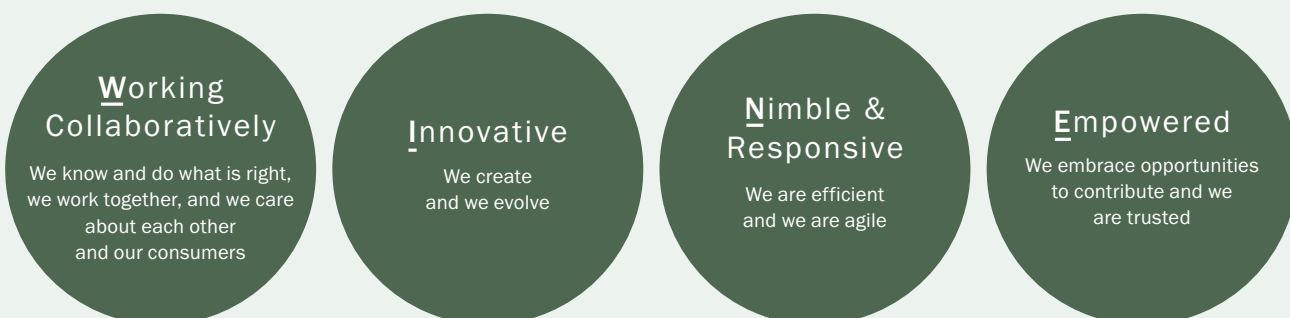 Working
Collaboratively
We know and do what is right,
we work together, and we care
about each other
and our consumers
Innovative
We create
and we evolve
Nimble &
Responsive
We are efficient
and we are agile
Empowered
We embrace opportunities
to contribute and we
are trusted